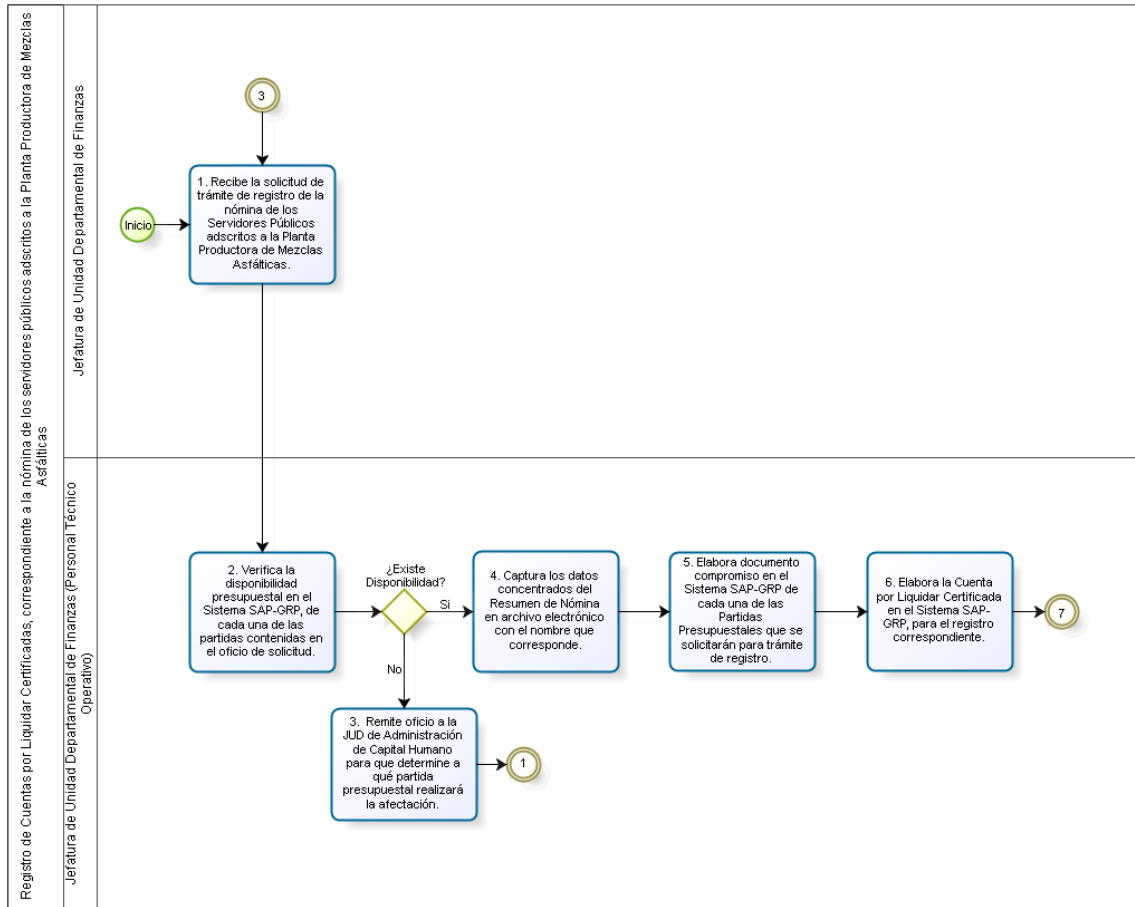 Registro de Cuentas por Liquidar Certificadas, correspondiente a la nómina de los servidores públicos adscritos a la Planta Productora de Mezclas
Asfálticas
Jefatura de Unidad Departamental de Finanzas
3
Inicio
1. Recibe la solicitud de
trámite de registro de la
nómina de los
Servidores Públicos
adscritos a la Planta
Productora de Mezclas
Asfálticas.
Jefatura de Unidad Departamental de Finanzas (Personal Técnico
Operativo)
2. Verifica la
disponibilidad
presupuestal en el
Sistema SAP-GRP, de
cada una de las
partidas contenidas en
el oficio de solicitud.
¿Existe
Disponibilidad?
Si
No
4. Captura los datos
concentrados del
Resumen de Nómina
en archivo electrónico
con el nombre que
corresponde.
5. Elabora documento
compromiso en el
Sistema SAP-GRP de
cada una de las
Partidas
Presupuestales que se
solicitarán para trámite
de registro.
6. Elabora la Cuenta
por Liquidar Certificada
en el Sistema SAP-
GRP, para el registro
correspondiente.
7
3. Remite oficio a la
JUD de Administración
de Capital Humano
para que determine a
qué partida
presupuestal realizará
la afectación.
1